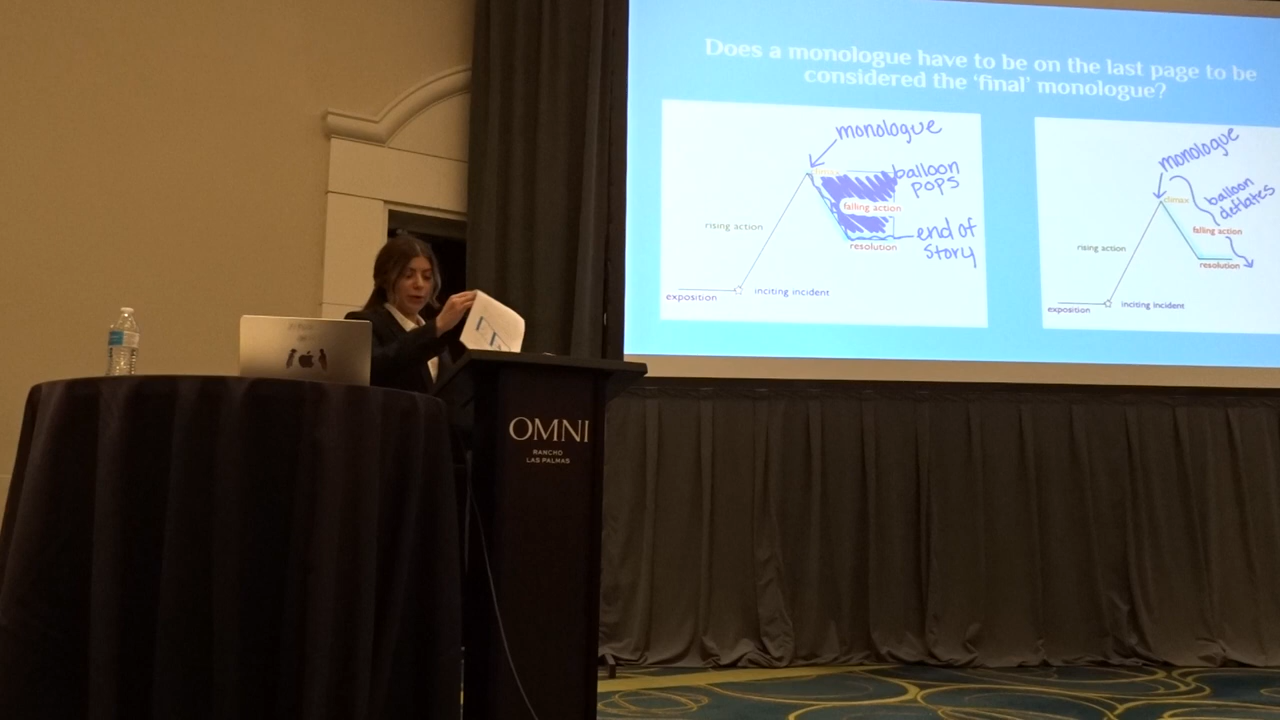 Does a monologue have to be on the last page to be
considered the ‘final’ monologue?
monologue
climax
balloon
pops
falling action
rising action
end of
story
resolution
exposition
inciting incident
monologue
climax
balloon
deflates
falling action
rising action
resolution
exposition
inciting incident
OMNI
RANCHO
LAS PALMAS